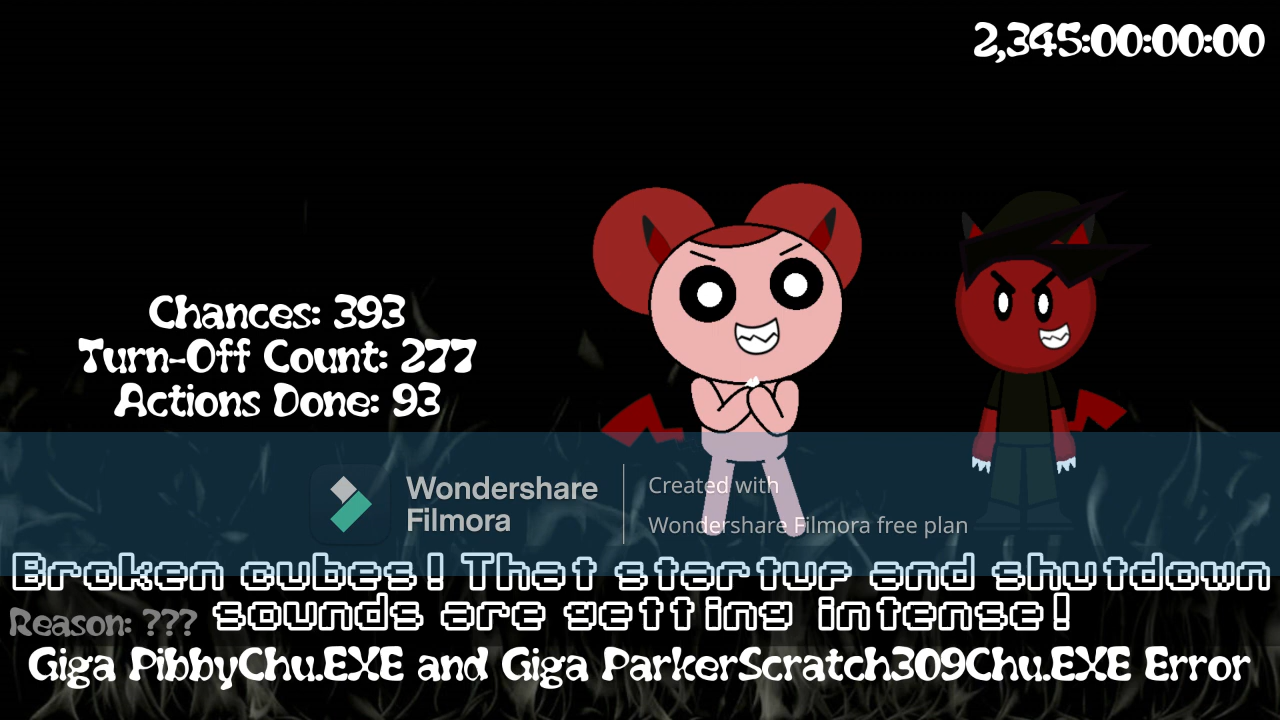 2,345:00:00:00
Chances: 393
Turn-Off Count: 277
Actions Done: 93
Wondershare
Filmora
Created with
Wondershare Filmora free plan
Broken cubes! That startup and shutdown
sounds are getting intense!
Reason: ???
Giga PibbyChu.EXE and Giga ParkerScratch309Chu.EXE Error